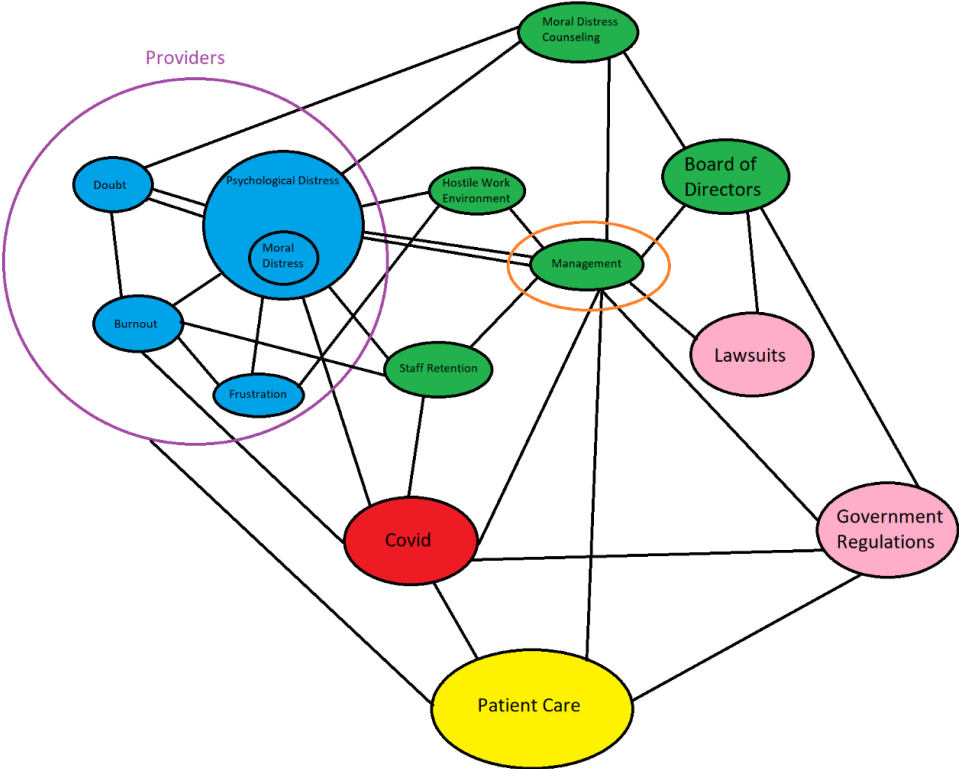 Moral Distress
Counseling
Providers
Doubt
Psychological Distress
Moral
Distress
Hostile Work
Environment
Board of
Directors
Management
Burnout
Frustration
Staff Retention
Lawsuits
Covid
Government
Regulations
Patient Care